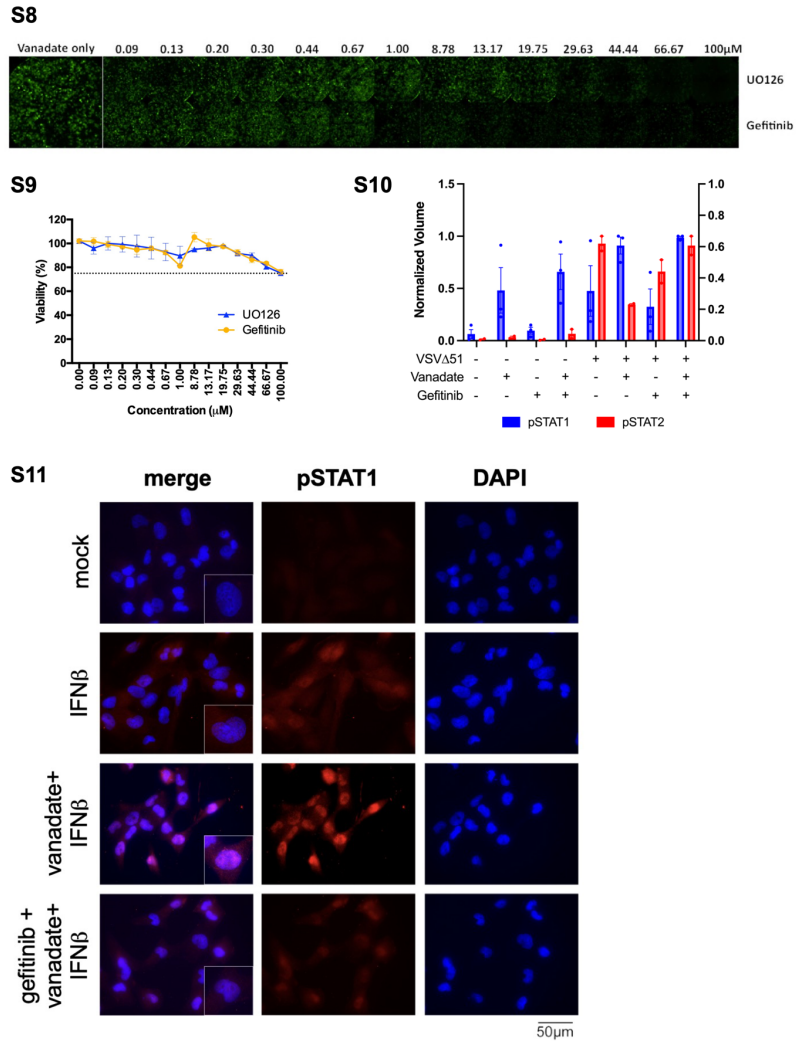 S8
Vanadate only 0.09 0.13 0.20 0.30 0.44 0.67 1.00 8.78 13.17 19.75 29.63 44.44 66.67 100μM
UO126
Gefitinib
S9
120
100
80
60
40
20
0
Viability (%)
UO126
Gefitinib
0.00 0.09 0.13 0.20 0.30 0.44 0.67 1.00 8.78 13.17 19.75 29.63 44.44 66.67 100.00
Concentration (μM)
S10
1.5
1.0
0.5
0.0
Normalized Volume
1.0
0.8
0.6
0.4
0.2
0.0
VSVΔ51 - - - - + + + +
Vanadate - + - + - + - +
Gefitinib - - + + - - + +
pSTAT1 pSTAT2
S11
merge pSTAT1 DAPI
mock
IFNβ
vanadate+
IFNβ
gefitinib +
vanadate+
IFNβ
50μm